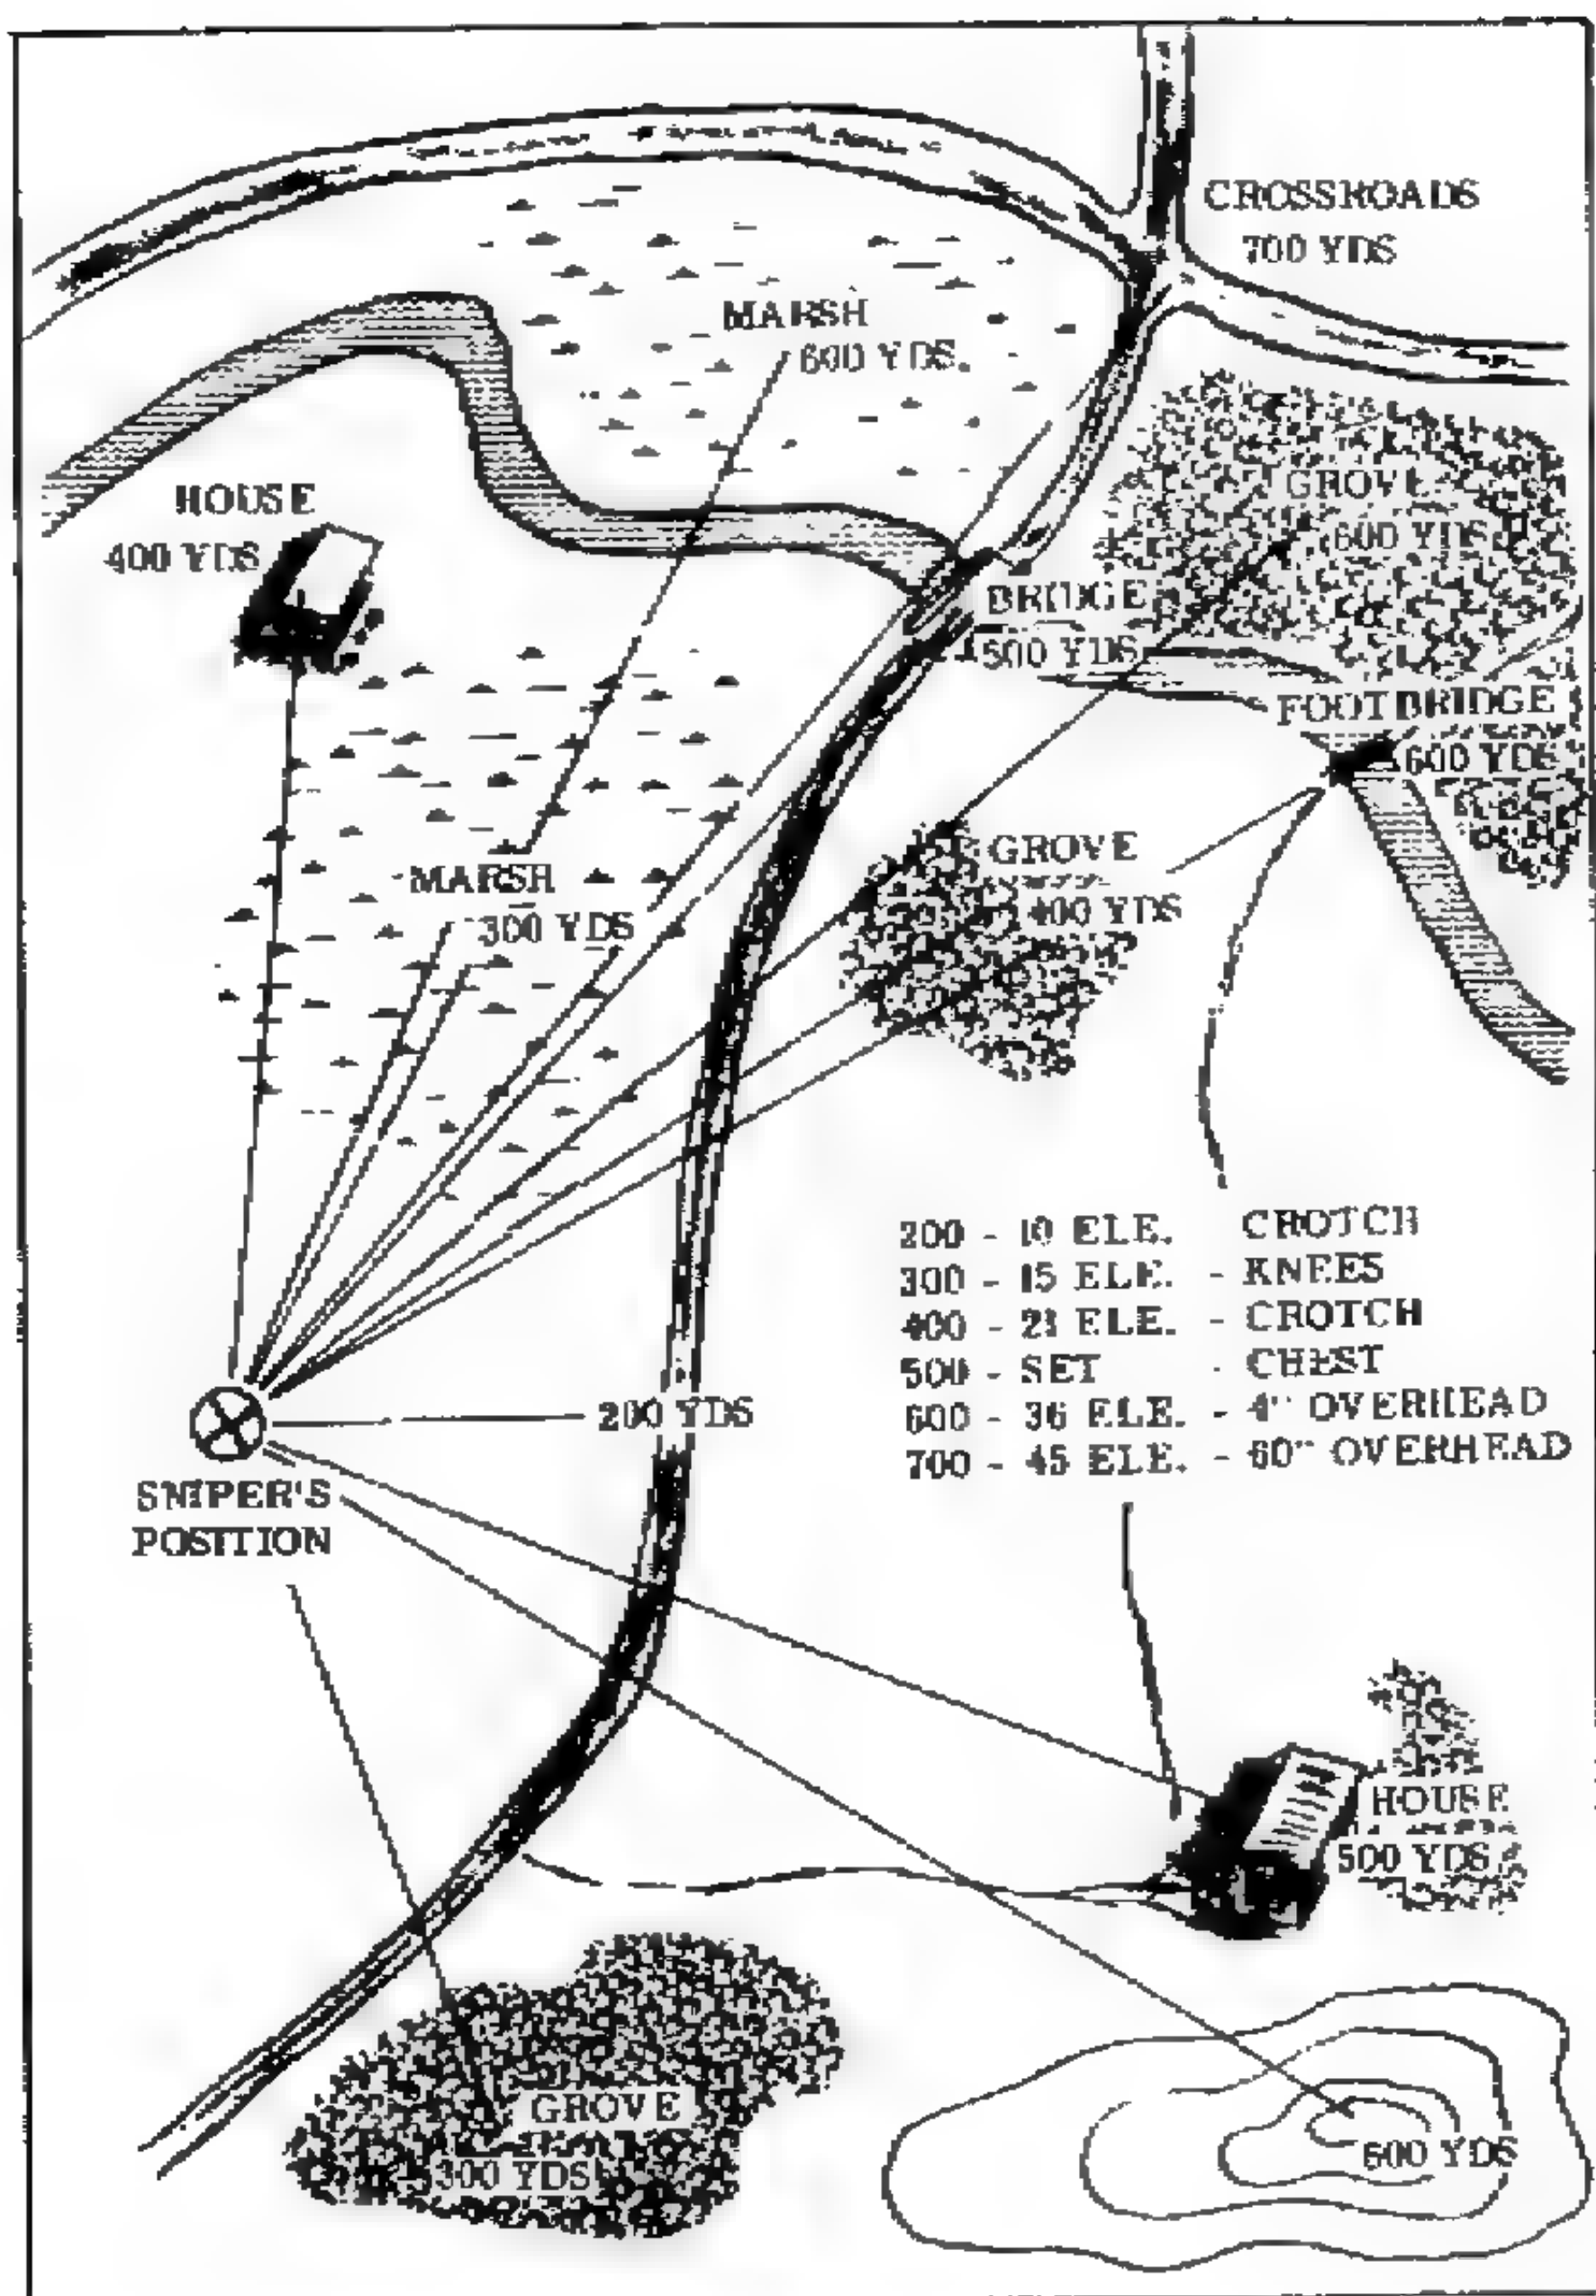 CROSSROADS
700 YDS
MARSH
600 YDS.
HOUSE
400 YDS
GROVE
600 YDS
BRIDGE
500 YDS
FOOTBRIDGE
600 YDS
GROVE
400 YDS
MARSH
300 YDS
200 - 10 ELE. CROTCH
300 - 15 ELE. - KNEES
400 - 21 ELE. - CROTCH
500 - SET - CHEST
600 - 36 ELE. - 4" OVERHEAD
700 - 45 ELE. - 60" OVERHEAD
200 YDS
SNIPER'S
POSITION
HOUSE
500 YDS
GROVE
300 YDS
600 YDS